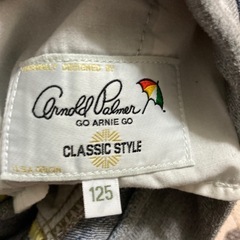 Arnold Palmer
GO ARNIE GO
CLASSIC STYLE
125